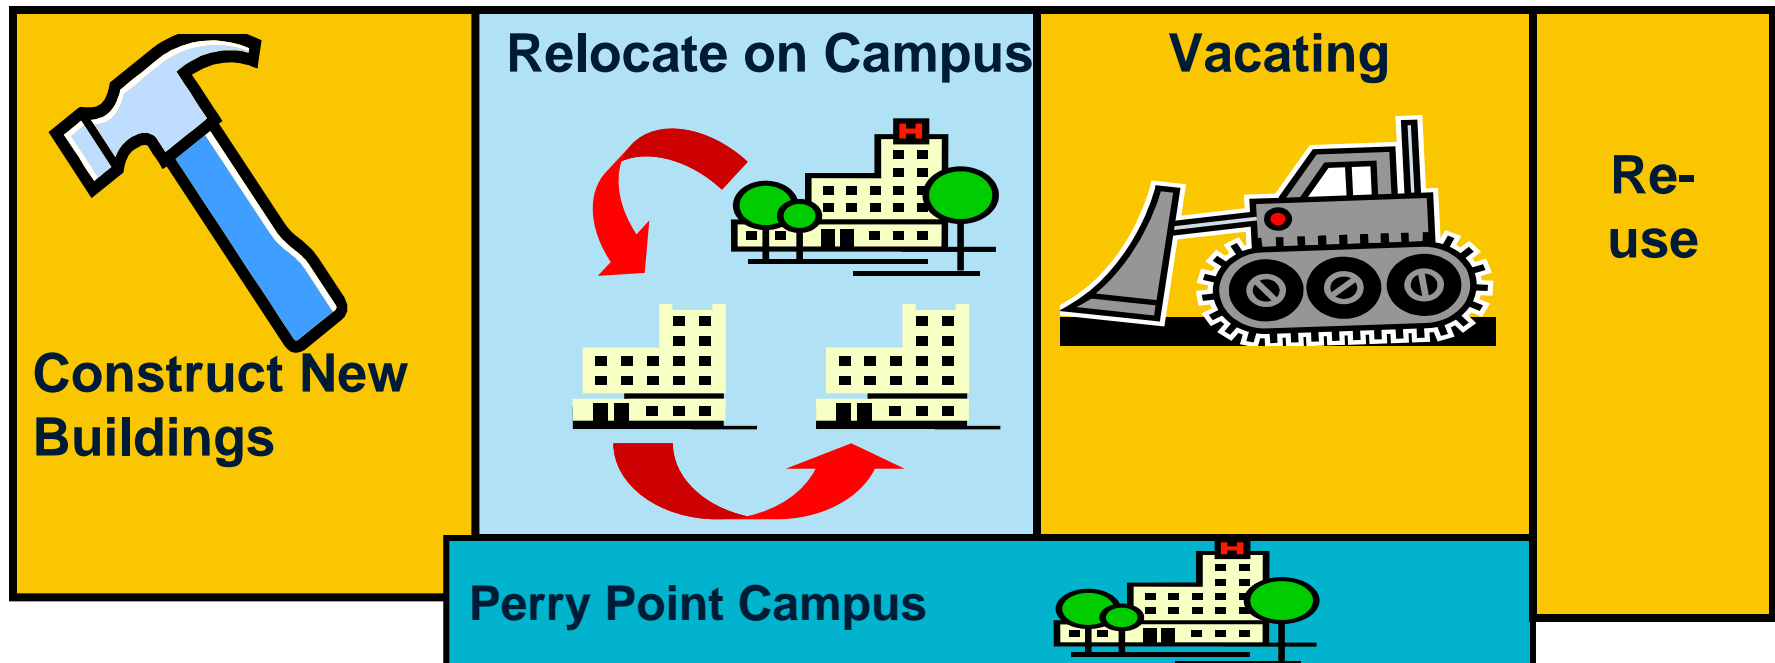 Construct New
Buildings
Relocate on Campus
H
Vacating
Re-
use
Perry Point Campus
H